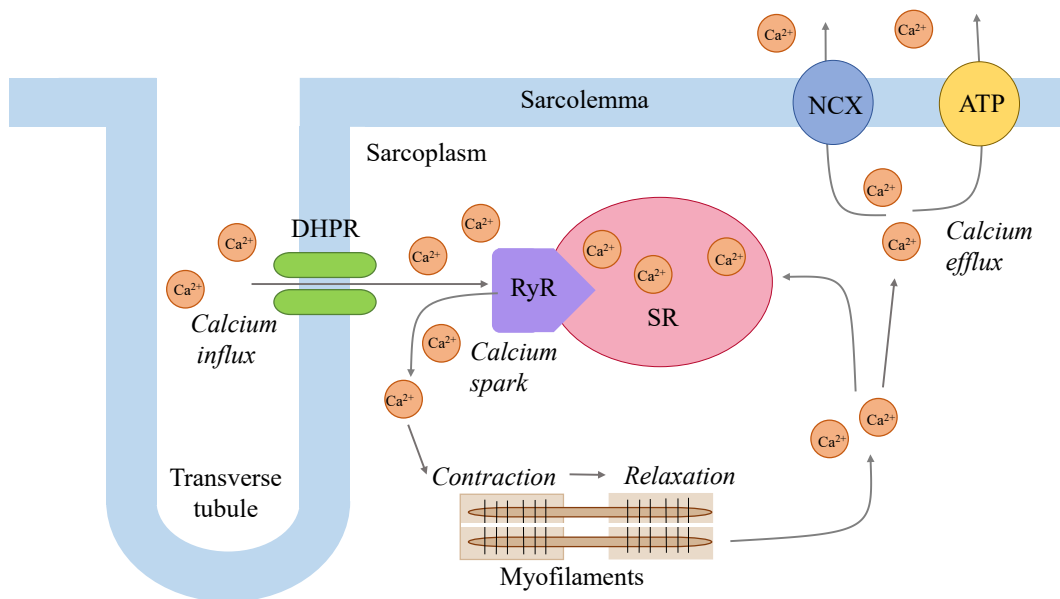 Ca²⁺
Ca²⁺
NCX
ATP
Sarcolemma
Sarcoplasm
Ca²⁺
Ca²⁺
Ca²⁺
DHPR
Ca²⁺
Ca²⁺
Ca²⁺
Calcium
influx
RyR
Ca²⁺
Ca²⁺
Ca²⁺
SR
Ca²⁺
Calcium
efflux
Ca²⁺
Calcium
spark
Ca²⁺
Ca²⁺
Ca²⁺
Transverse
tubule
Contraction
Relaxation
Myofilaments